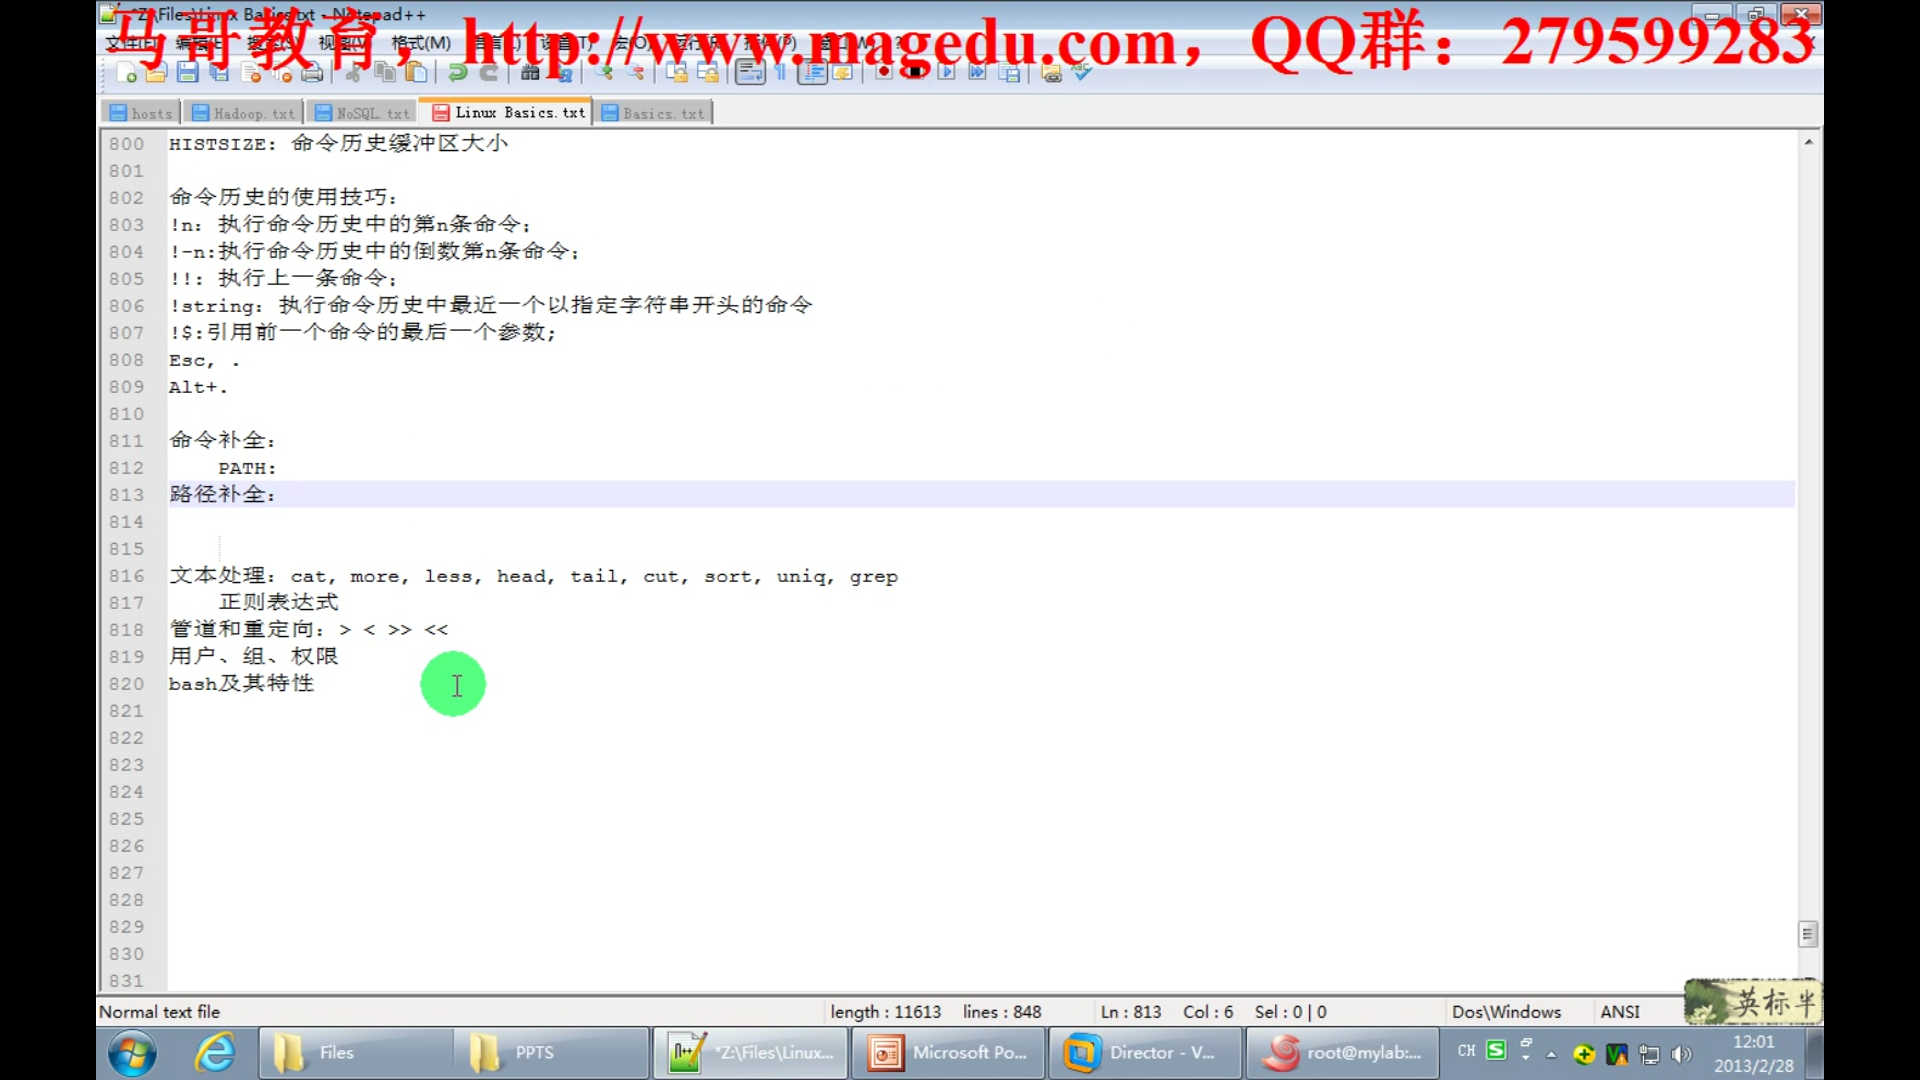 *Z:\Files\Linux Basics.txt - Notepad++
马哥教育，http://www.magedu.com，QQ群：279599283
格式(M)
hosts
Hadoop.txt
NoSQL.txt
Linux Basics.txt
Basics.txt
800 HISTSIZE: 命令历史缓冲区大小
801
802 命令历史的使用技巧:
803 !n: 执行命令历史中的第n条命令;
804 !-n:执行命令历史中的倒数第n条命令;
805 !!: 执行上一条命令;
806 !string: 执行命令历史中最近一个以指定字符串开头的命令
807 !$:引用前一个命令的最后一个参数;
808 Esc, .
809 Alt+.
810
811 命令补全:
812 PATH:
813 路径补全:
814
815
816 文本处理: cat, more, less, head, tail, cut, sort, uniq, grep
817 正则表达式
818 管道和重定向: > < >> <<
819 用户、组、权限
820 bash及其特性
821
822
823
824
825
826
827
828
829
830
831
Normal text file
length : 11613 lines : 848
Ln : 813 Col : 6 Sel : 0 | 0
Dos\Windows
ANSI
英标半
Files
PPTS
*Z:\Files\Linux...
Microsoft Po...
Director - V...
root@mylab:...
CH
12:01
2013/2/28